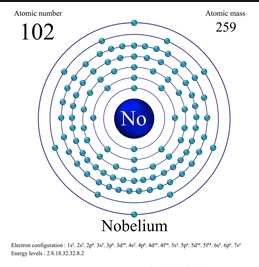 Atomic number
102
Atomic mass
259
No
Nobelium
Electron configuration : 1s². 2s². 2p⁶. 3s². 3p⁶. 3d¹⁰. 4s². 4p⁶. 4d¹⁰. 4f¹⁴. 5s². 5p⁶. 5d¹⁰. 5f¹⁴. 6s². 6p⁶. 7s²
Energy levels : 2.8.18.32.32.8.2